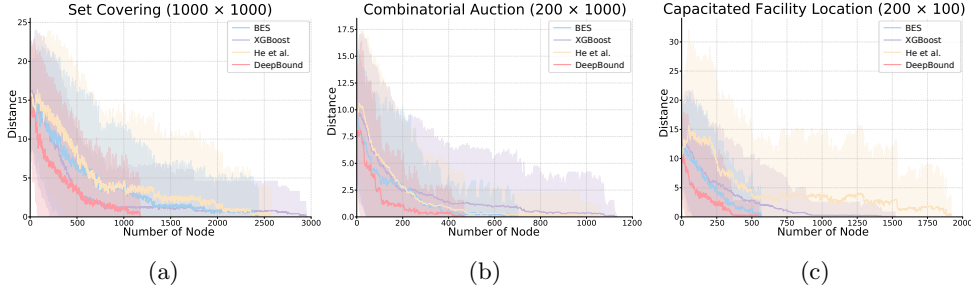 Set Covering (1000 × 1000)
25
20
15
10
5
0
Distance
BES
XGBoost
He et al.
DeepBound
0 500 1000 1500 2000 2500 3000
Number of Node
(a)
Combinatorial Auction (200 × 1000)
17.5
15.0
12.5
10.0
7.5
5.0
2.5
0.0
Distance
BES
XGBoost
He et al.
DeepBound
0 200 400 600 800 1000 1200
Number of Node
(b)
Capacitated Facility Location (200 × 100)
30
25
20
15
10
5
0
Distance
BES
XGBoost
He et al.
DeepBound
0 250 500 750 1000 1250 1500 1750 2000
Number of Node
(c)